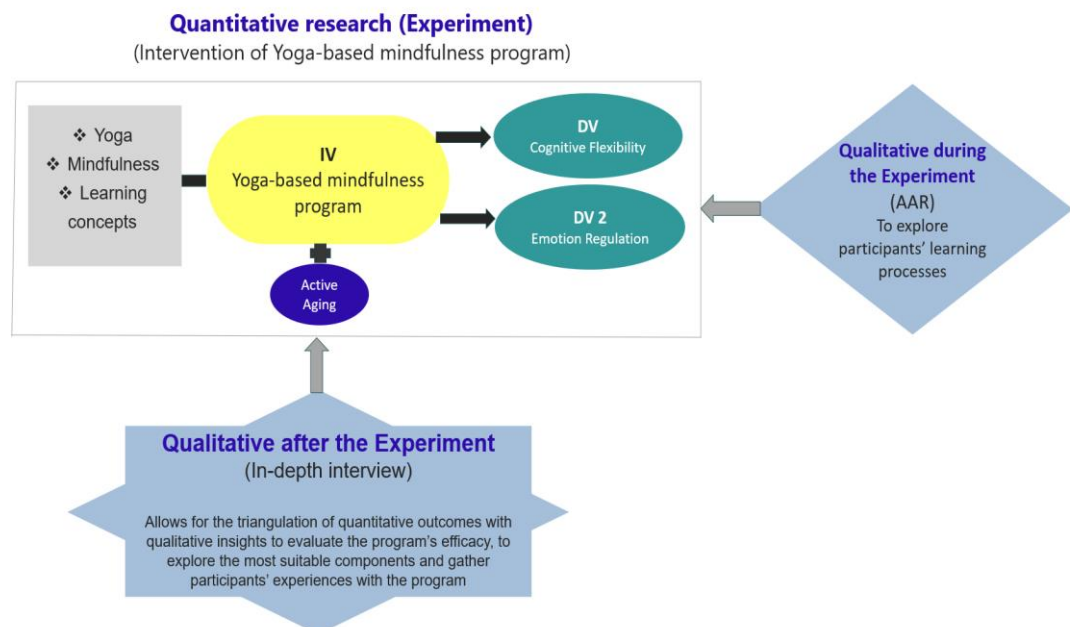 Quantitative research (Experiment)
(Intervention of Yoga-based mindfulness program)
❖ Yoga
❖ Mindfulness
❖ Learning
concepts
IV
Yoga-based mindfulness
program
Active
Aging
DV
Cognitive Flexibility
DV 2
Emotion Regulation
Qualitative during
the Experiment
(AAR)
To explore
participants’ learning
processes
Qualitative after the Experiment
(In-depth interview)
Allows for the triangulation of quantitative outcomes with
qualitative insights to evaluate the program’s efficacy, to
explore the most suitable components and gather
participants’ experiences with the program